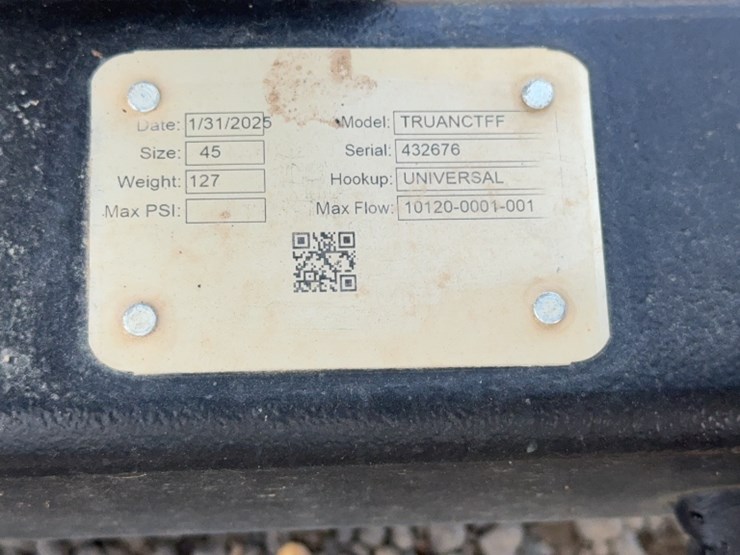 Date: 1/31/2025 Model: TRUANCTFF
Size: 45 Serial: 432676
Weight: 127 Hookup: UNIVERSAL
Max PSI: Max Flow: 10120-0001-001